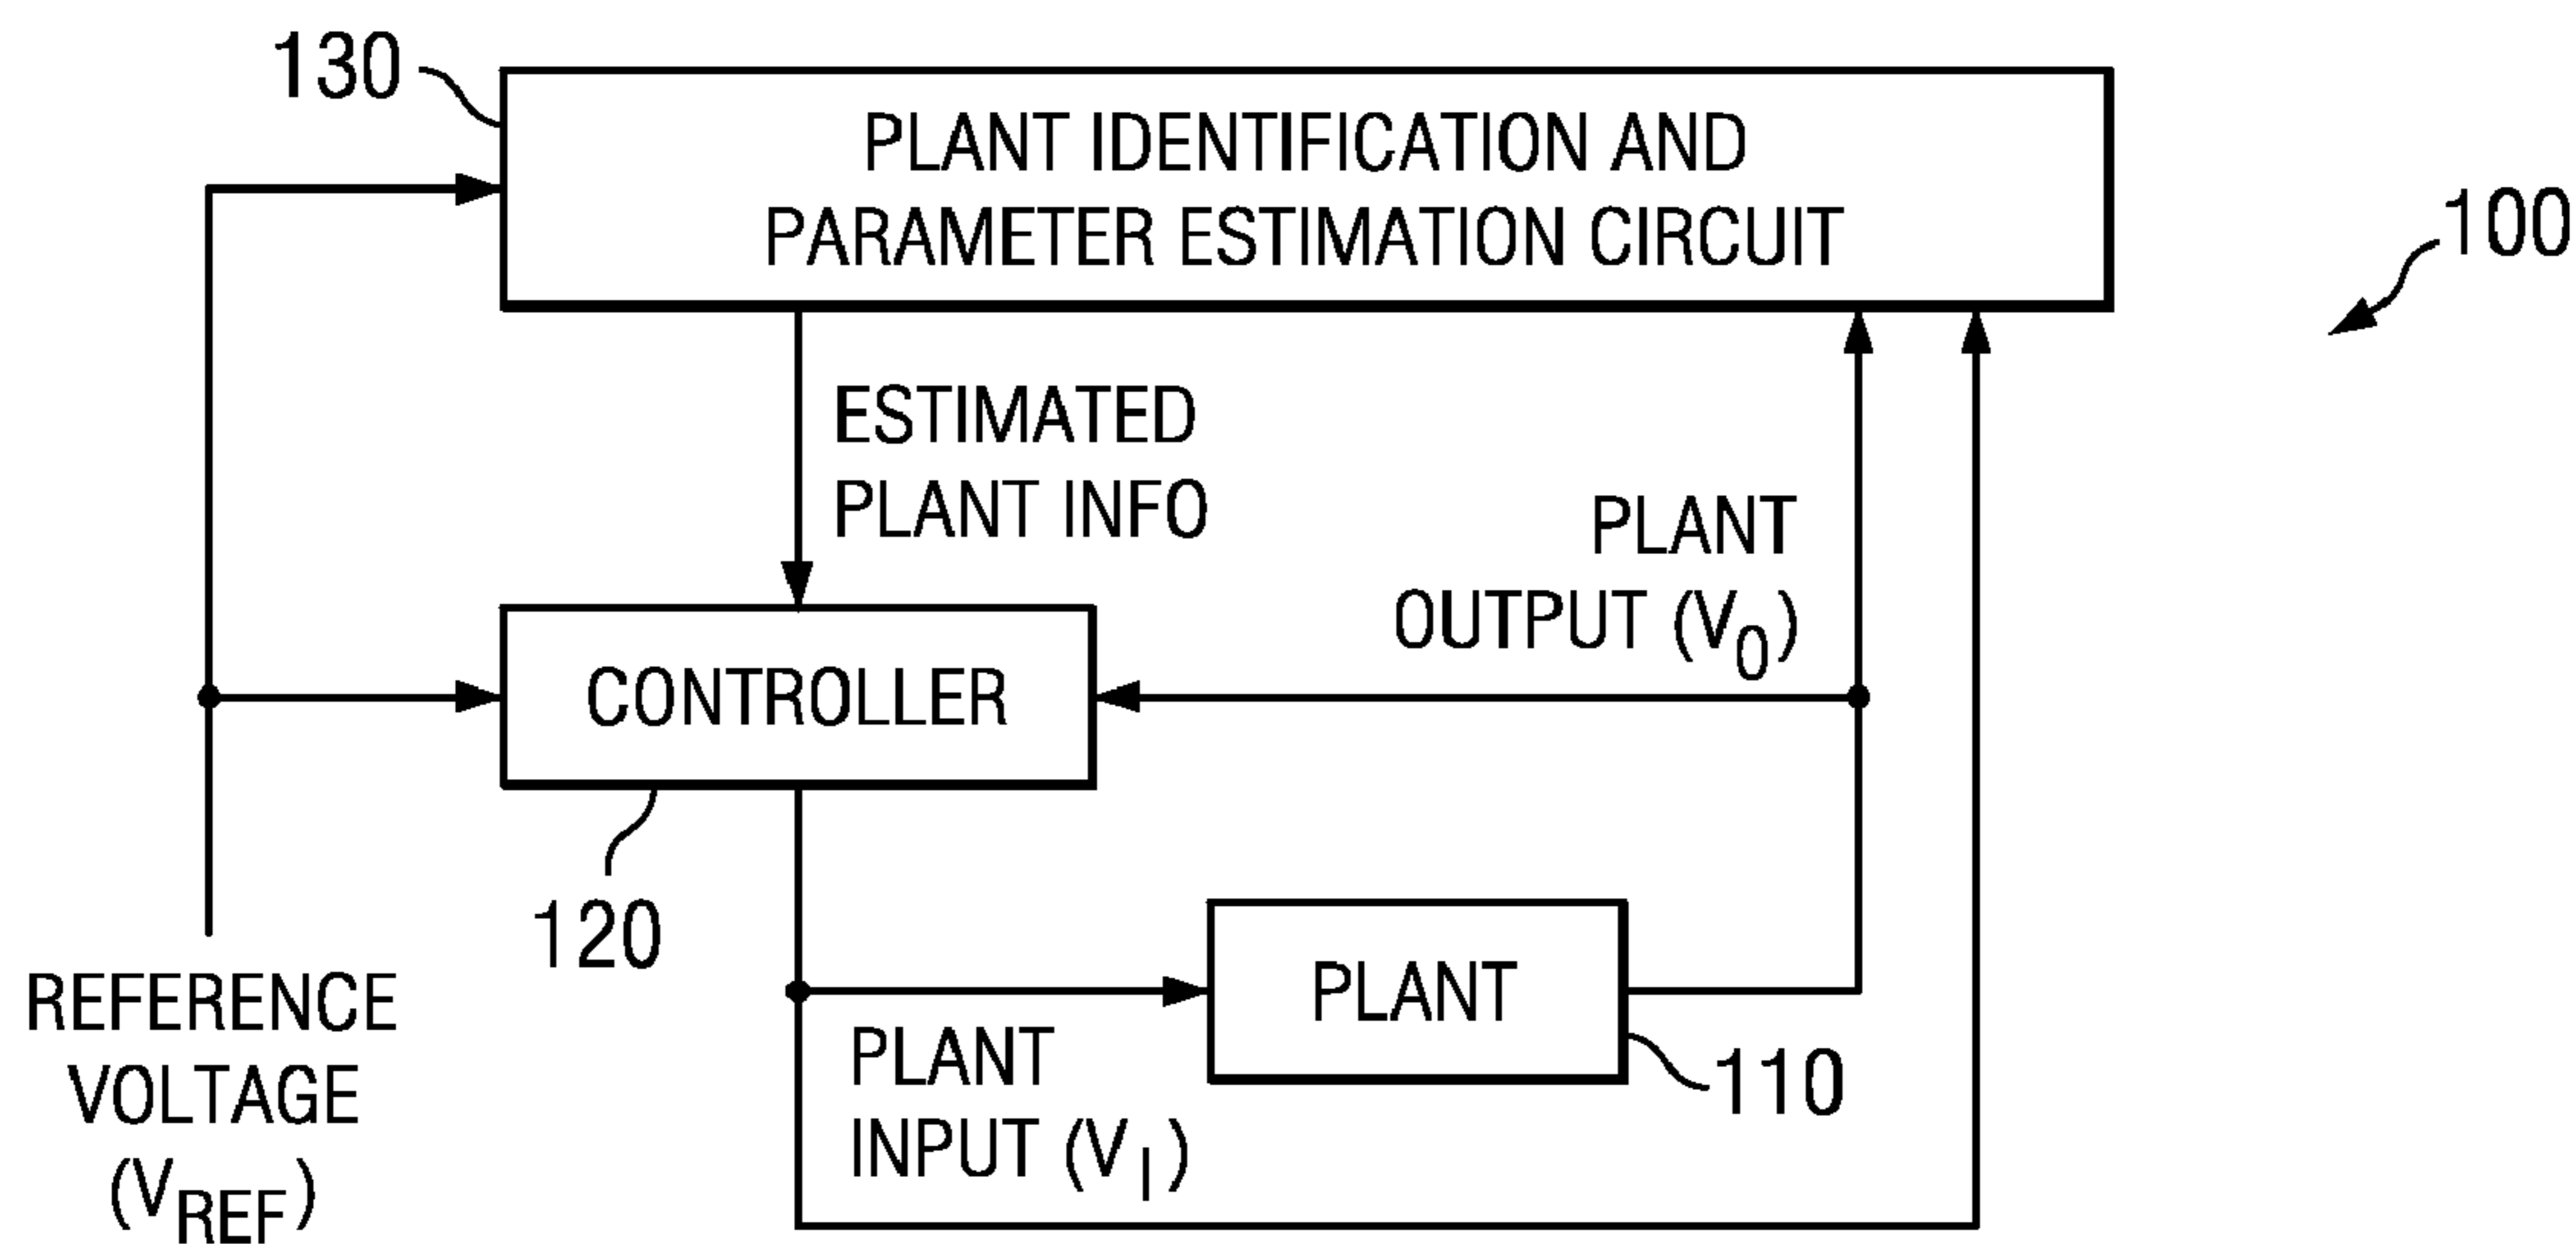 130
PLANT IDENTIFICATION AND
PARAMETER ESTIMATION CIRCUIT
100
ESTIMATED
PLANT INFO
PLANT
OUTPUT (V0)
CONTROLLER
120
PLANT
110
PLANT
INPUT (VI)
REFERENCE
VOLTAGE
(VREF)